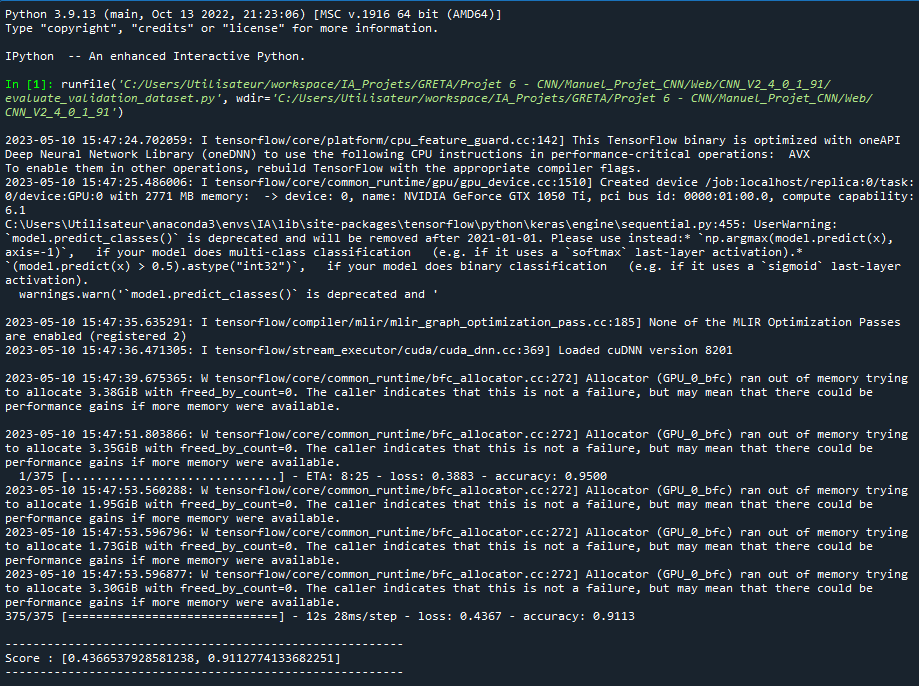 Python 3.9.13 (main, Oct 13 2022, 21:23:06) [MSC v.1916 64 bit (AMD64)]
Type "copyright", "credits" or "license" for more information.
IPython  -- An enhanced Interactive Python.
In [1]: runfile('C:/Users/Utilisateur/workspace/IA_Projets/GRETA/Projet 6 - CNN/Manuel_Projet_CNN/Web/CNN_V2_4_0_1_91/
evaluate_validation_dataset.py', wdir='C:/Users/Utilisateur/workspace/IA_Projets/GRETA/Projet 6 - CNN/Manuel_Projet_CNN/Web/
CNN_V2_4_0_1_91')
2023-05-10 15:47:24.702059: I tensorflow/core/platform/cpu_feature_guard.cc:142] This TensorFlow binary is optimized with oneAPI
Deep Neural Network Library (oneDNN) to use the following CPU instructions in performance-critical operations:  AVX
To enable them in other operations, rebuild TensorFlow with the appropriate compiler flags.
2023-05-10 15:47:25.486006: I tensorflow/core/common_runtime/gpu/gpu_device.cc:1510] Created device /job:localhost/replica:0/task:
0/device:GPU:0 with 2771 MB memory:  -> device: 0, name: NVIDIA GeForce GTX 1050 Ti, pci bus id: 0000:01:00.0, compute capability:
6.1
C:\Users\Utilisateur\anaconda3\envs\IA\lib\site-packages\tensorflow\python\keras\engine\sequential.py:455: UserWarning:
`model.predict_classes()` is deprecated and will be removed after 2021-01-01. Please use instead:* `np.argmax(model.predict(x),
axis=-1)`,   if your model does multi-class classification   (e.g. if it uses a `softmax` last-layer activation).*
`(model.predict(x) > 0.5).astype("int32")`,   if your model does binary classification   (e.g. if it uses a `sigmoid` last-layer
activation).
  warnings.warn('`model.predict_classes()` is deprecated and '
2023-05-10 15:47:35.635291: I tensorflow/compiler/mlir/mlir_graph_optimization_pass.cc:185] None of the MLIR Optimization Passes
are enabled (registered 2)
2023-05-10 15:47:36.471305: I tensorflow/stream_executor/cuda/cuda_dnn.cc:369] Loaded cuDNN version 8201
2023-05-10 15:47:39.675365: W tensorflow/core/common_runtime/bfc_allocator.cc:272] Allocator (GPU_0_bfc) ran out of memory trying
to allocate 3.38GiB with freed_by_count=0. The caller indicates that this is not a failure, but may mean that there could be
performance gains if more memory were available.
2023-05-10 15:47:51.803866: W tensorflow/core/common_runtime/bfc_allocator.cc:272] Allocator (GPU_0_bfc) ran out of memory trying
to allocate 3.35GiB with freed_by_count=0. The caller indicates that this is not a failure, but may mean that there could be
performance gains if more memory were available.
  1/375 [..............................] - ETA: 8:25 - loss: 0.3883 - accuracy: 0.9500
2023-05-10 15:47:53.560288: W tensorflow/core/common_runtime/bfc_allocator.cc:272] Allocator (GPU_0_bfc) ran out of memory trying
to allocate 1.95GiB with freed_by_count=0. The caller indicates that this is not a failure, but may mean that there could be
performance gains if more memory were available.
2023-05-10 15:47:53.596796: W tensorflow/core/common_runtime/bfc_allocator.cc:272] Allocator (GPU_0_bfc) ran out of memory trying
to allocate 1.73GiB with freed_by_count=0. The caller indicates that this is not a failure, but may mean that there could be
performance gains if more memory were available.
2023-05-10 15:47:53.596877: W tensorflow/core/common_runtime/bfc_allocator.cc:272] Allocator (GPU_0_bfc) ran out of memory trying
to allocate 3.30GiB with freed_by_count=0. The caller indicates that this is not a failure, but may mean that there could be
performance gains if more memory were available.
375/375 [==============================] - 12s 28ms/step - loss: 0.4367 - accuracy: 0.9113
---------------------------------------------------------
Score : [0.4366537928581238, 0.9112774133682251]
---------------------------------------------------------